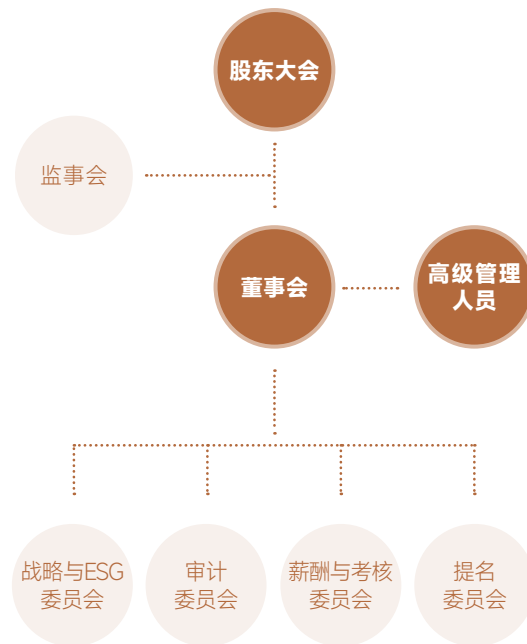 股东大会
监事会
董事会
高级管理
人员
战略与ESG
委员会
审计
委员会
薪酬与考核
委员会
提名
委员会